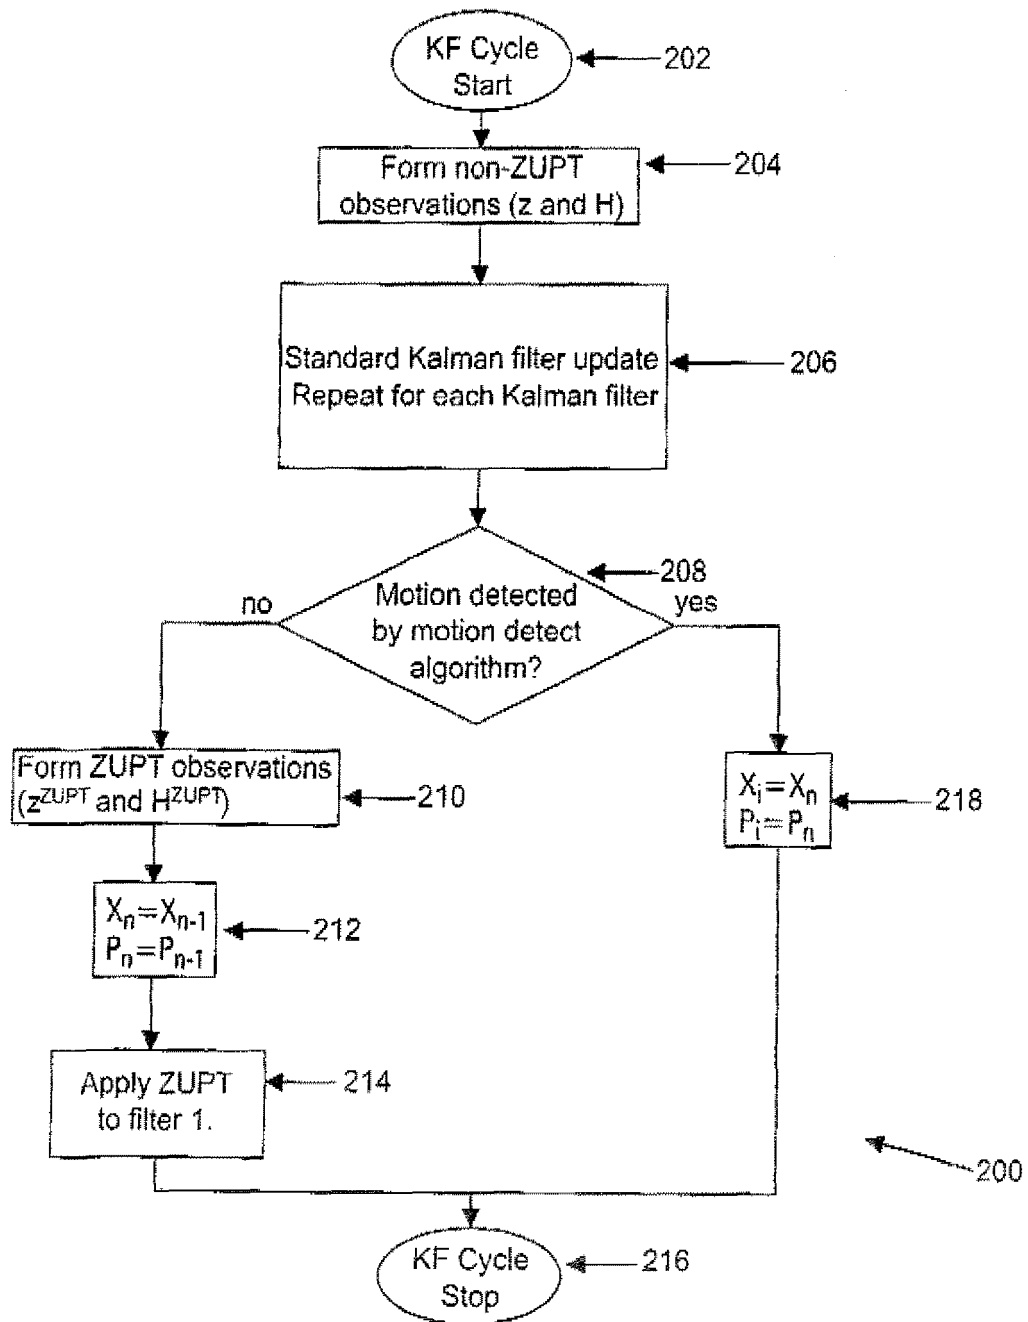 KF Cycle
Start
202
Form non-ZUPT
observations (z and H)
204
Standard Kalman filter update
Repeat for each Kalman filter
206
208
Motion detected
by motion detect
algorithm?
no
yes
Form ZUPT observations
(z^ZUPT and H^ZUPT)
210
X_i=X_n
P_i=P_n
218
X_n=X_n-1
P_n=P_n-1
212
Apply ZUPT
to filter 1.
214
200
KF Cycle
Stop
216